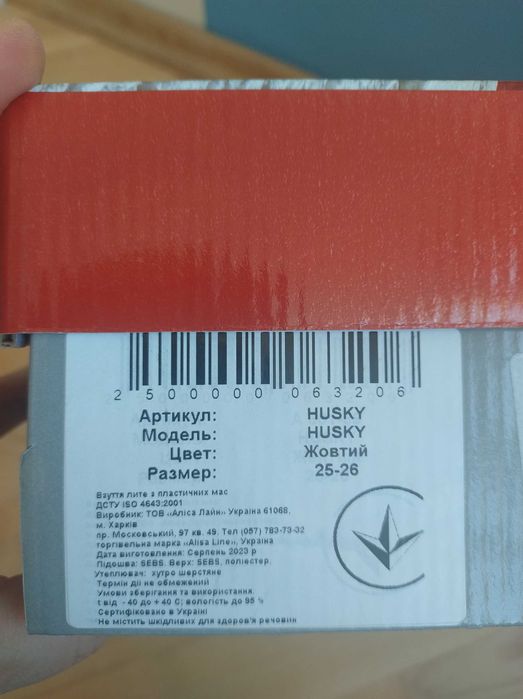 2 500000 063206
Артикул: HUSKY
Модель: HUSKY
Цвет: Жовтий
Размер: 25-26
Взуття лите з пластичних мас
ДСТУ ISO 4643:2001
Виробник: ТОВ «Аліса Лайн» Україна 61068,
м. Харків
пр. Московський, 97 кв. 49. Тел (057) 783-73-32
торгівельна марка «Alisa Line», Україна
Дата виготовлення: Серпень 2023 р
Підошва: SEBS. Верх: SEBS, поліестер.
Утеплювач: хутро шерстяне
Термін дії не обмежений
Умови зберігання та використання
t від - 40 до + 40 С; вологість до 95 %
Сертифіковано в Україні
Не містить шкідливих для здоров'я речовин